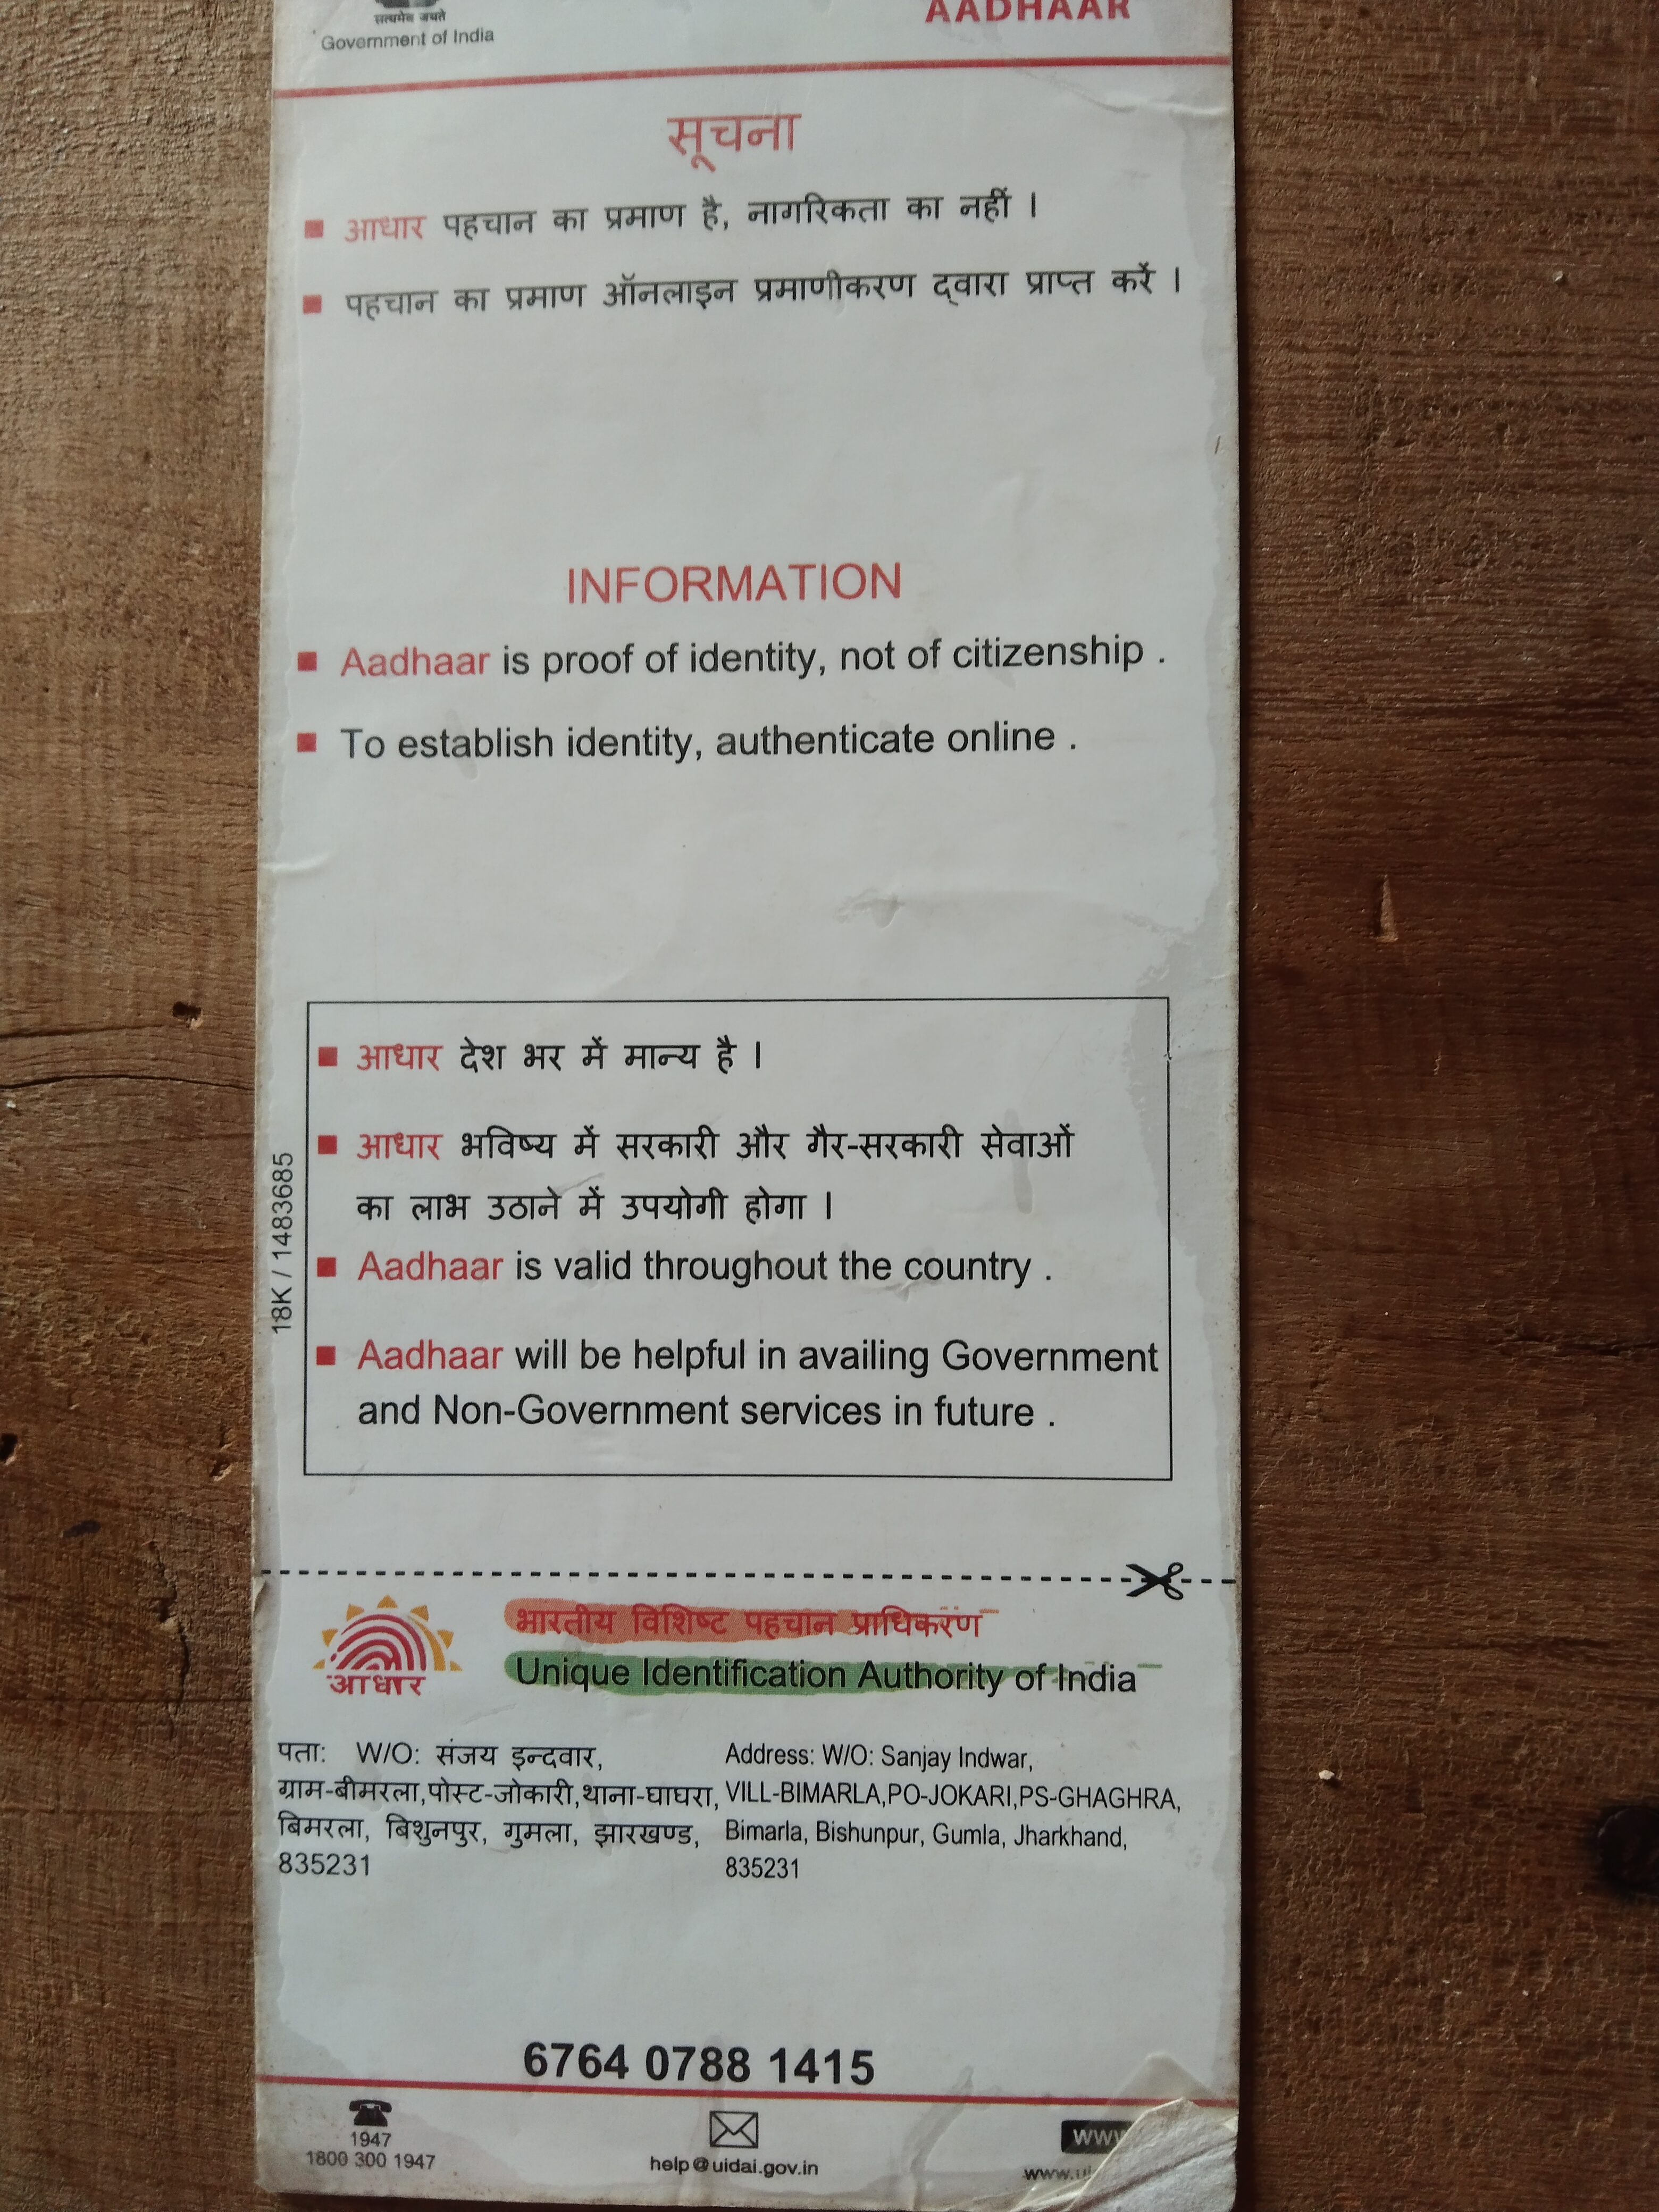 सत्यमेव जयते
Government of India
AADHAAR
सूचना
आधार पहचान का प्रमाण है, नागरिकता का नहीं ।
पहचान का प्रमाण ऑनलाइन प्रमाणीकरण द्वारा प्राप्त करें ।
INFORMATION
Aadhaar is proof of identity, not of citizenship .
To establish identity, authenticate online .
18K / 1483685
आधार देश भर में मान्य है ।
आधार भविष्य में सरकारी और गैर-सरकारी सेवाओं
का लाभ उठाने में उपयोगी होगा ।
Aadhaar is valid throughout the country .
Aadhaar will be helpful in availing Government
and Non-Government services in future .
भारतीय विशिष्ट पहचान प्राधिकरण
Unique Identification Authority of India
आधार
पता: W/O: संजय इन्दवार,
ग्राम-बीमरला,पोस्ट-जोकारी,थाना-घाघरा,
बिमरला, बिशुनपुर, गुमला, झारखण्ड,
835231
Address: W/O: Sanjay Indwar,
VILL-BIMARLA,PO-JOKARI,PS-GHAGHRA,
Bimarla, Bishunpur, Gumla, Jharkhand,
835231
6764 0788 1415
1947
1800 300 1947
help@uidai.gov.in
www